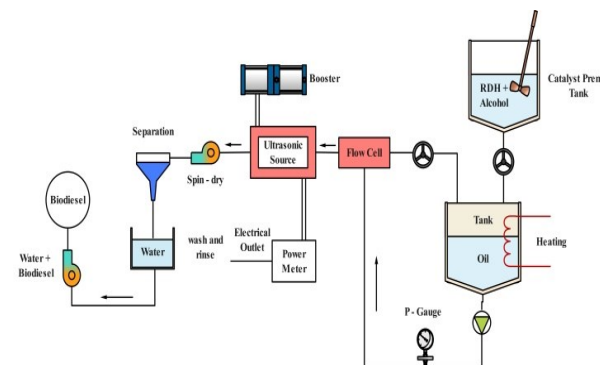 Booster
RDH +
Alcohol
Catalyst Prem
Tank
Separation
Ultrasonic
Source
Flow Cell
Spin - dry
Biodiesel
Tank
Water
wash and
rinse
Electrical
Outlet
Power
Meter
Heating
Oil
Water +
Biodiesel
P - Gauge